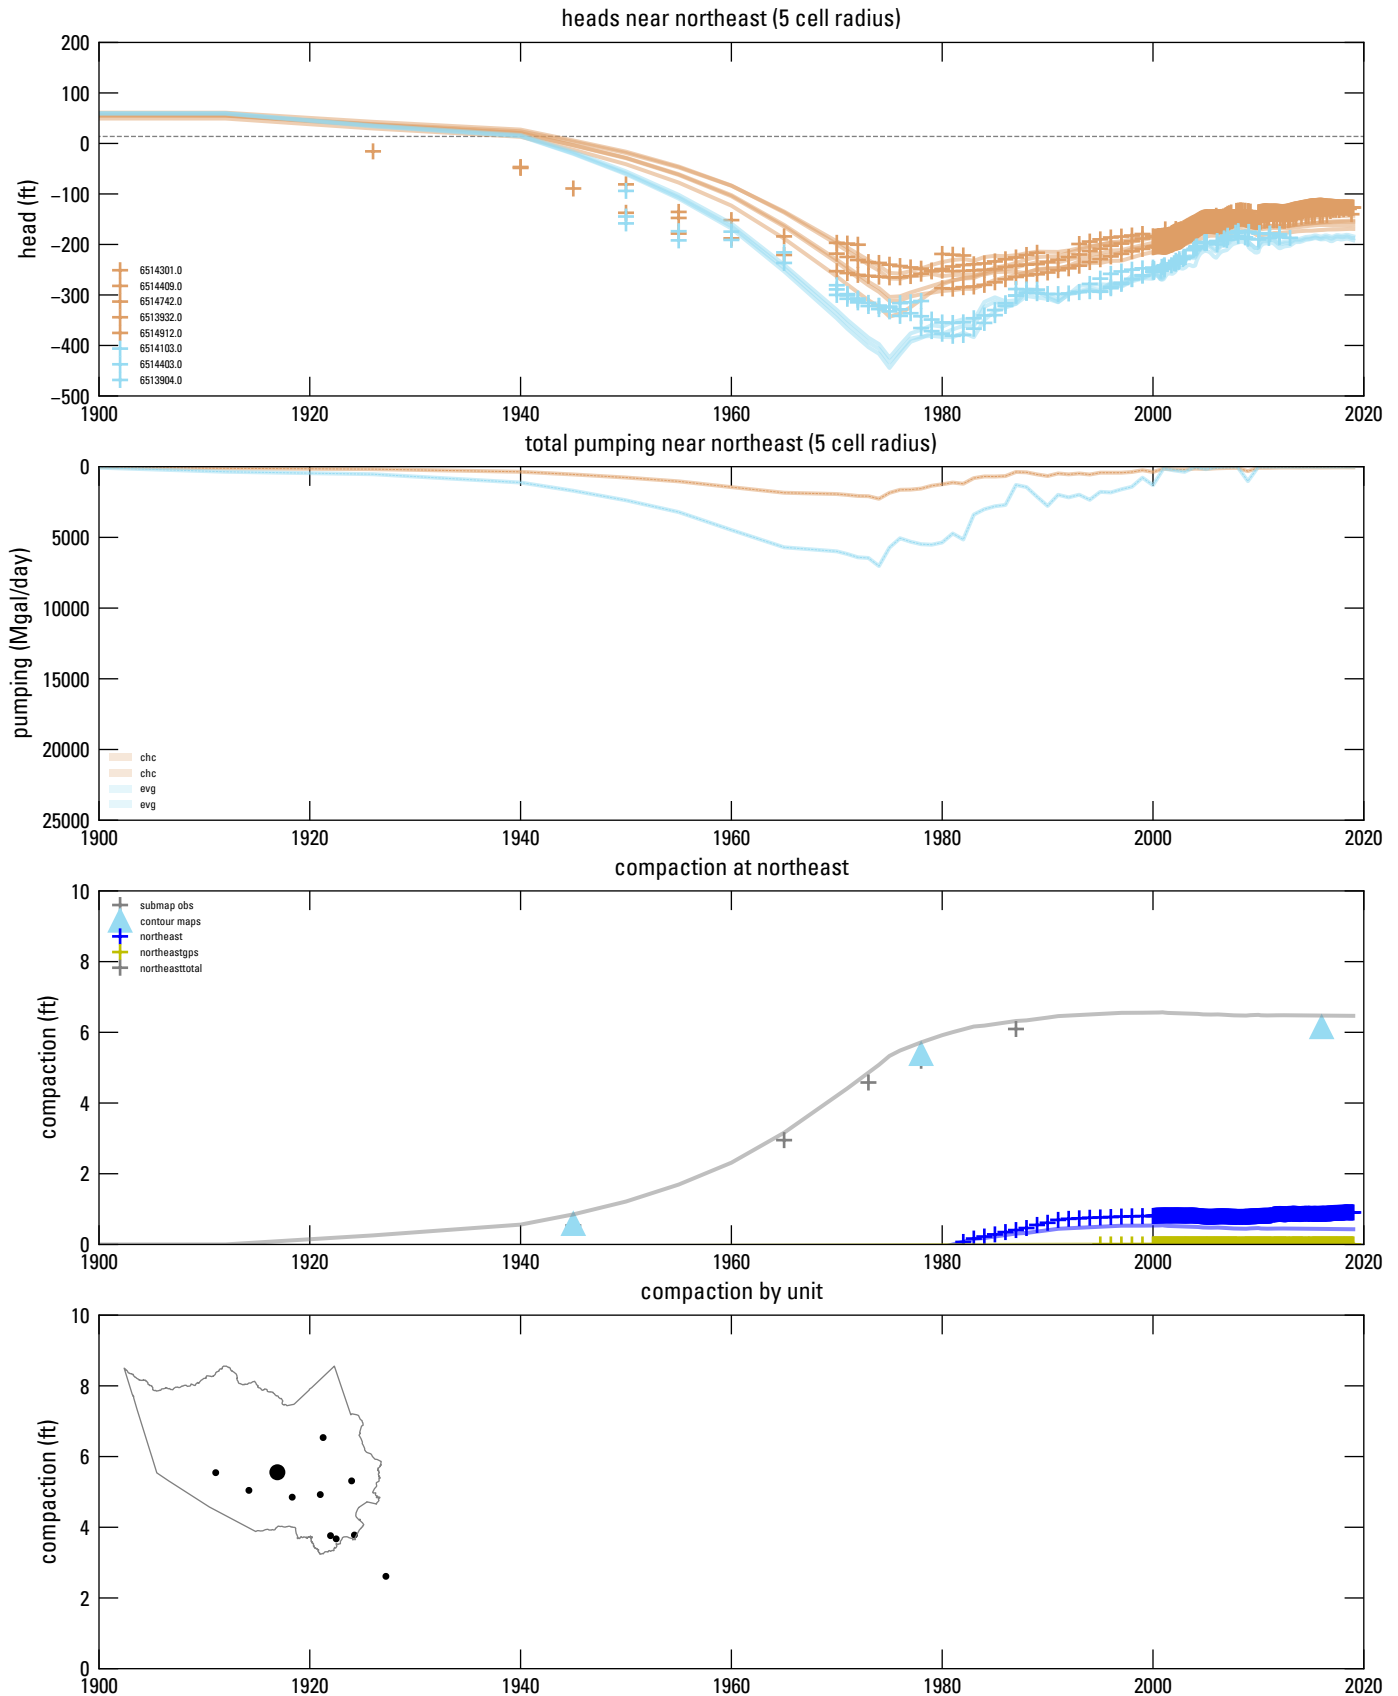 heads near northeast (5 cell radius)
200
100
0
−100
−200
−300
−400
−500
head (ft)
6514301.0
6514409.0
6514742.0
6513932.0
6514912.0
6514103.0
6514403.0
6513904.0
1900 1920 1940 1960 1980 2000 2020
total pumping near northeast (5 cell radius)
0
5000
10000
15000
20000
25000
pumping (Mgal/day)
chc
chc
evg
evg
1900 1920 1940 1960 1980 2000 2020
compaction at northeast
10
8
6
4
2
0
compaction (ft)
submap obs
contour maps
northeast
northeastgps
northeasttotal
1900 1920 1940 1960 1980 2000 2020
compaction by unit
10
8
6
4
2
0
compaction (ft)
1900 1920 1940 1960 1980 2000 2020